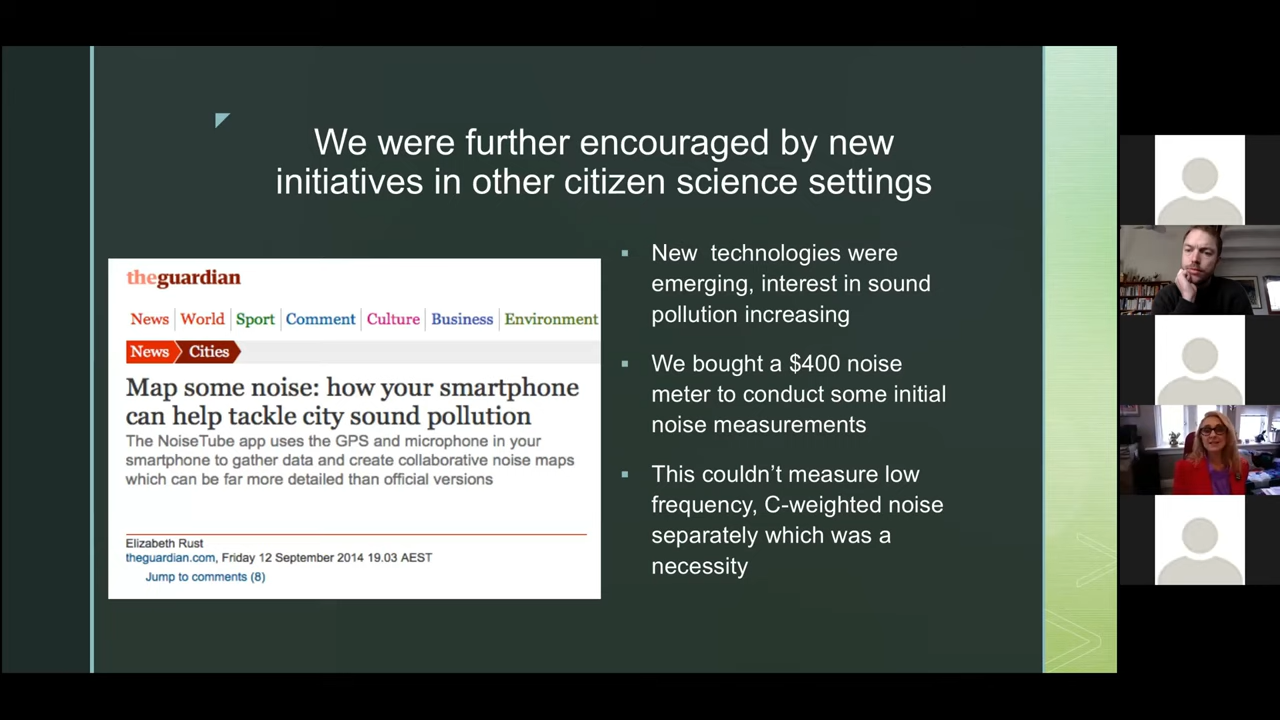 We were further encouraged by new
initiatives in other citizen science settings
theguardian
News World Sport Comment Culture Business Environment
News Cities
Map some noise: how your smartphone
can help tackle city sound pollution
The NoiseTube app uses the GPS and microphone in your
smartphone to gather data and create collaborative noise maps
which can be far more detailed than official versions
Elizabeth Rust
theguardian.com, Friday 12 September 2014 19.03 AEST
Jump to comments (8)
New technologies were
emerging, interest in sound
pollution increasing
We bought a $400 noise
meter to conduct some initial
noise measurements
This couldn't measure low
frequency, C-weighted noise
separately which was a
necessity